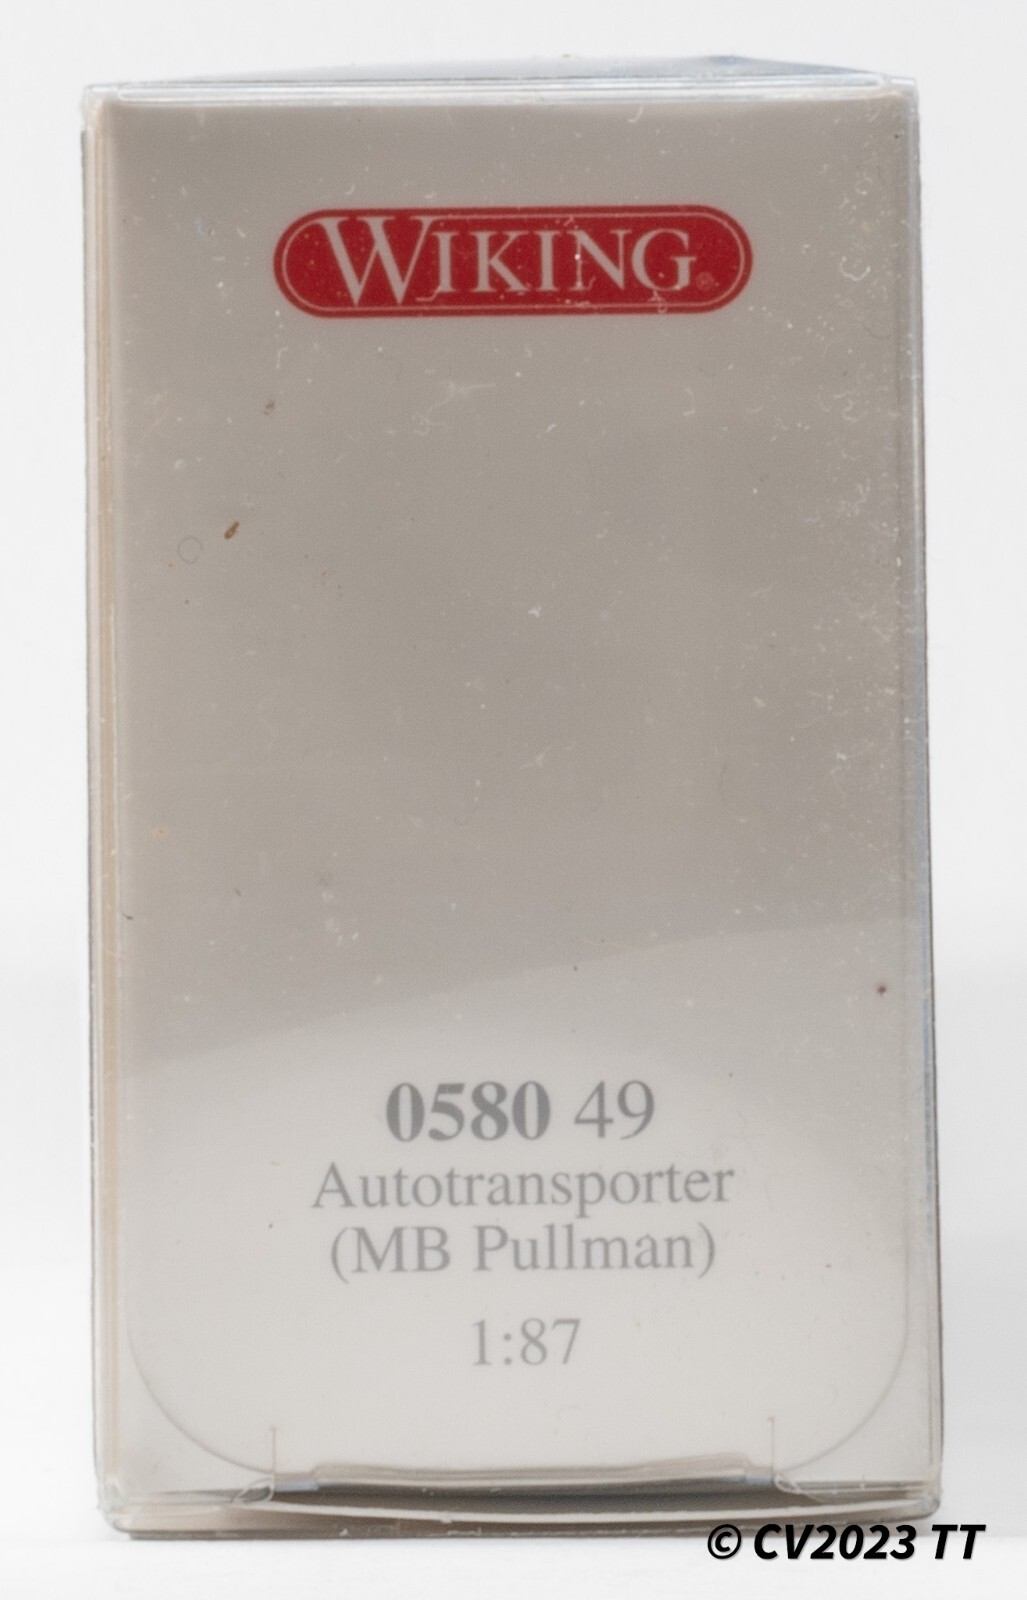 WIKING®
0580 49
Autotransporter
(MB Pullman)
1:87
© CV2023 TT